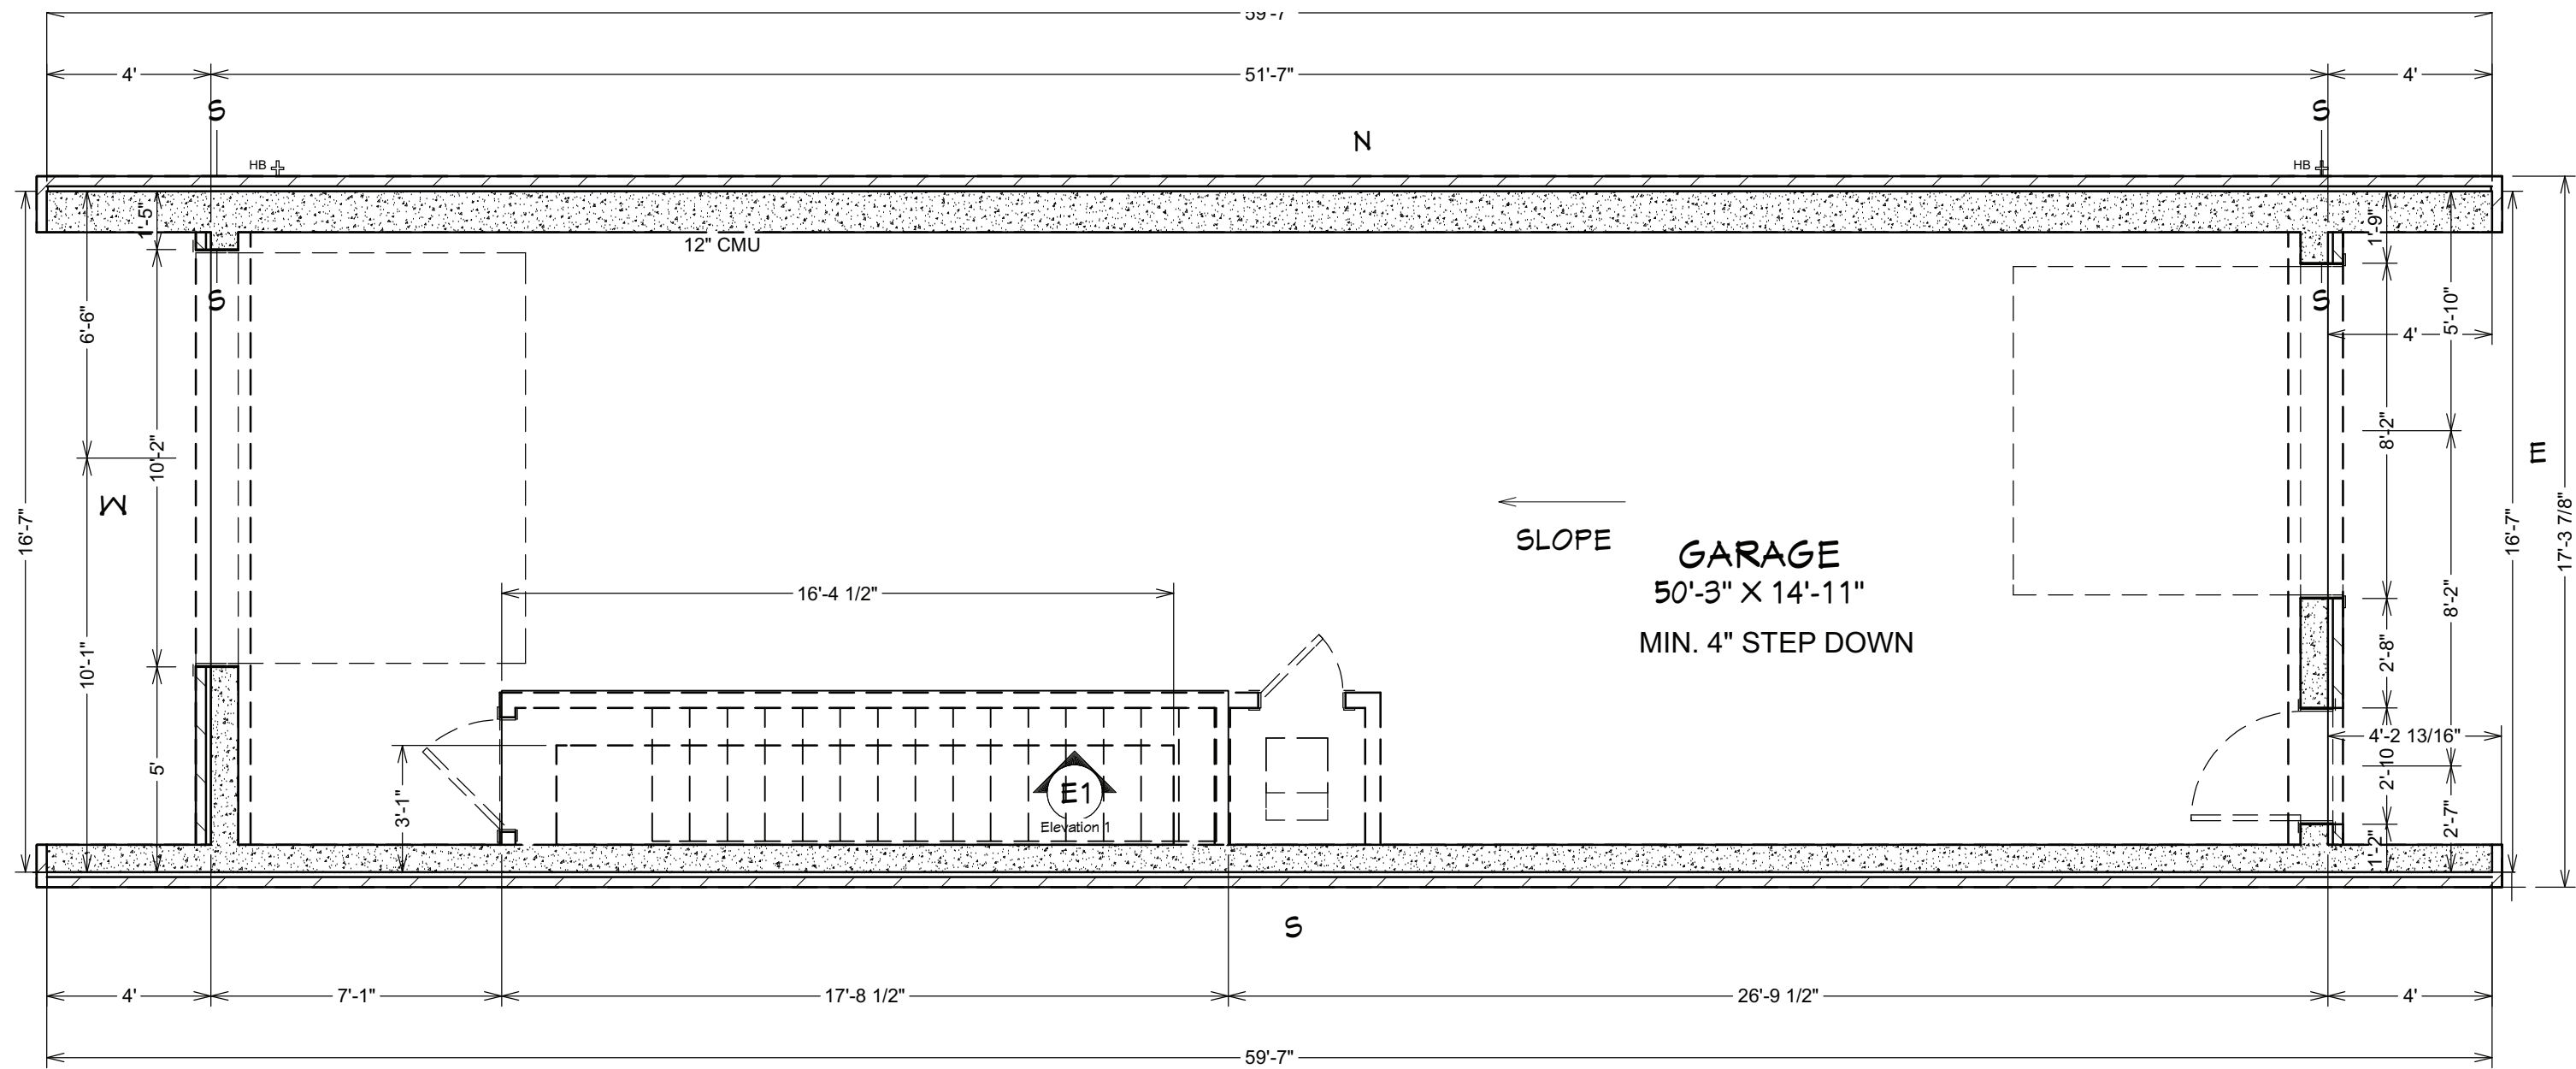 59'-7"
4'
51'-7"
4'
S
S
N
HB
HB
1'-5"
1'-9"
12" CMU
S
S
6'-6"
5'-10"
4'
10'-2"
8'-2"
E
W
16'-7"
16'-7"
17'-3 7/8"
SLOPE
GARAGE
50'-3" X 14'-11"
MIN. 4" STEP DOWN
16'-4 1/2"
8'-2"
10'-1"
2'-8"
5'
3'-1"
E1
Elevation 1
4'-2 13/16"
2'-10
2'-7"
1'-2"
S
4'
7'-1"
17'-8 1/2"
26'-9 1/2"
4'
59'-7"